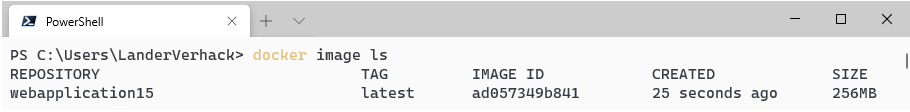 PowerShell
PS C:\Users\LanderVerhack> docker image ls
REPOSITORY TAG IMAGE ID CREATED SIZE
webapplication15 latest ad057349b841 25 seconds ago 256MB